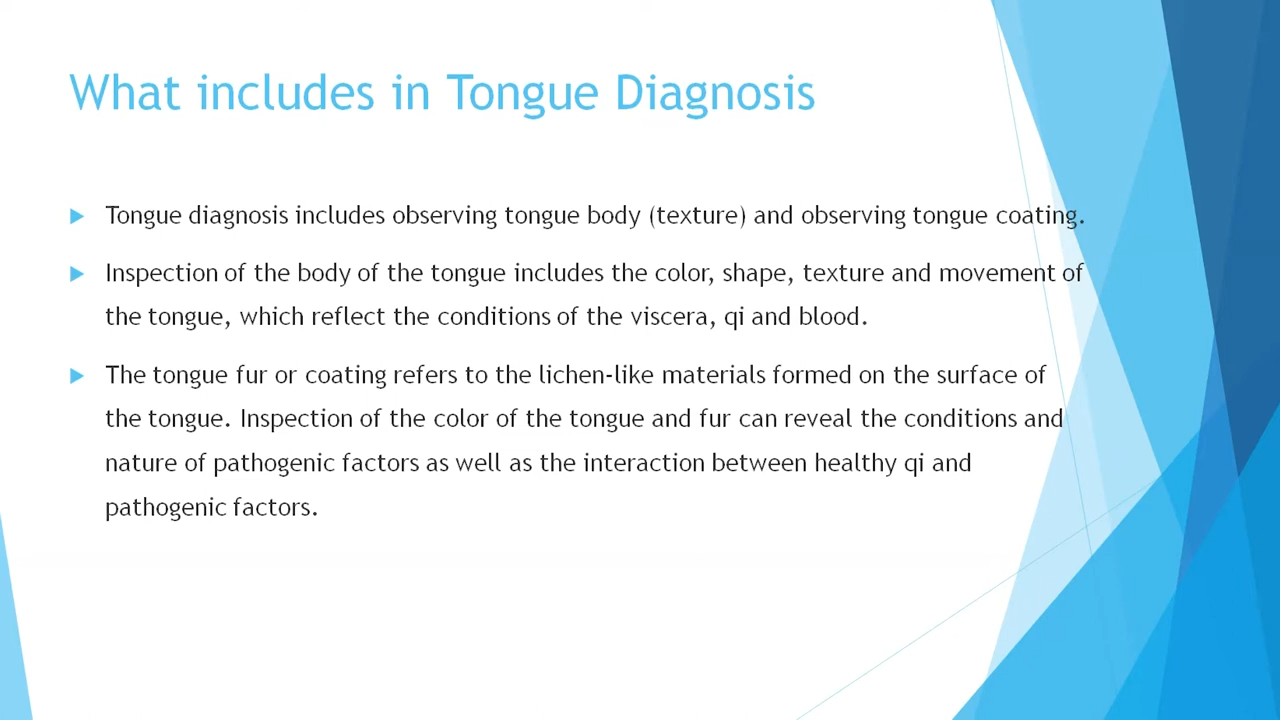 What includes in Tongue Diagnosis
Tongue diagnosis includes observing tongue body (texture) and observing tongue coating.
Inspection of the body of the tongue includes the color, shape, texture and movement of
the tongue, which reflect the conditions of the viscera, qi and blood.
The tongue fur or coating refers to the lichen-like materials formed on the surface of
the tongue. Inspection of the color of the tongue and fur can reveal the conditions and
nature of pathogenic factors as well as the interaction between healthy qi and
pathogenic factors.